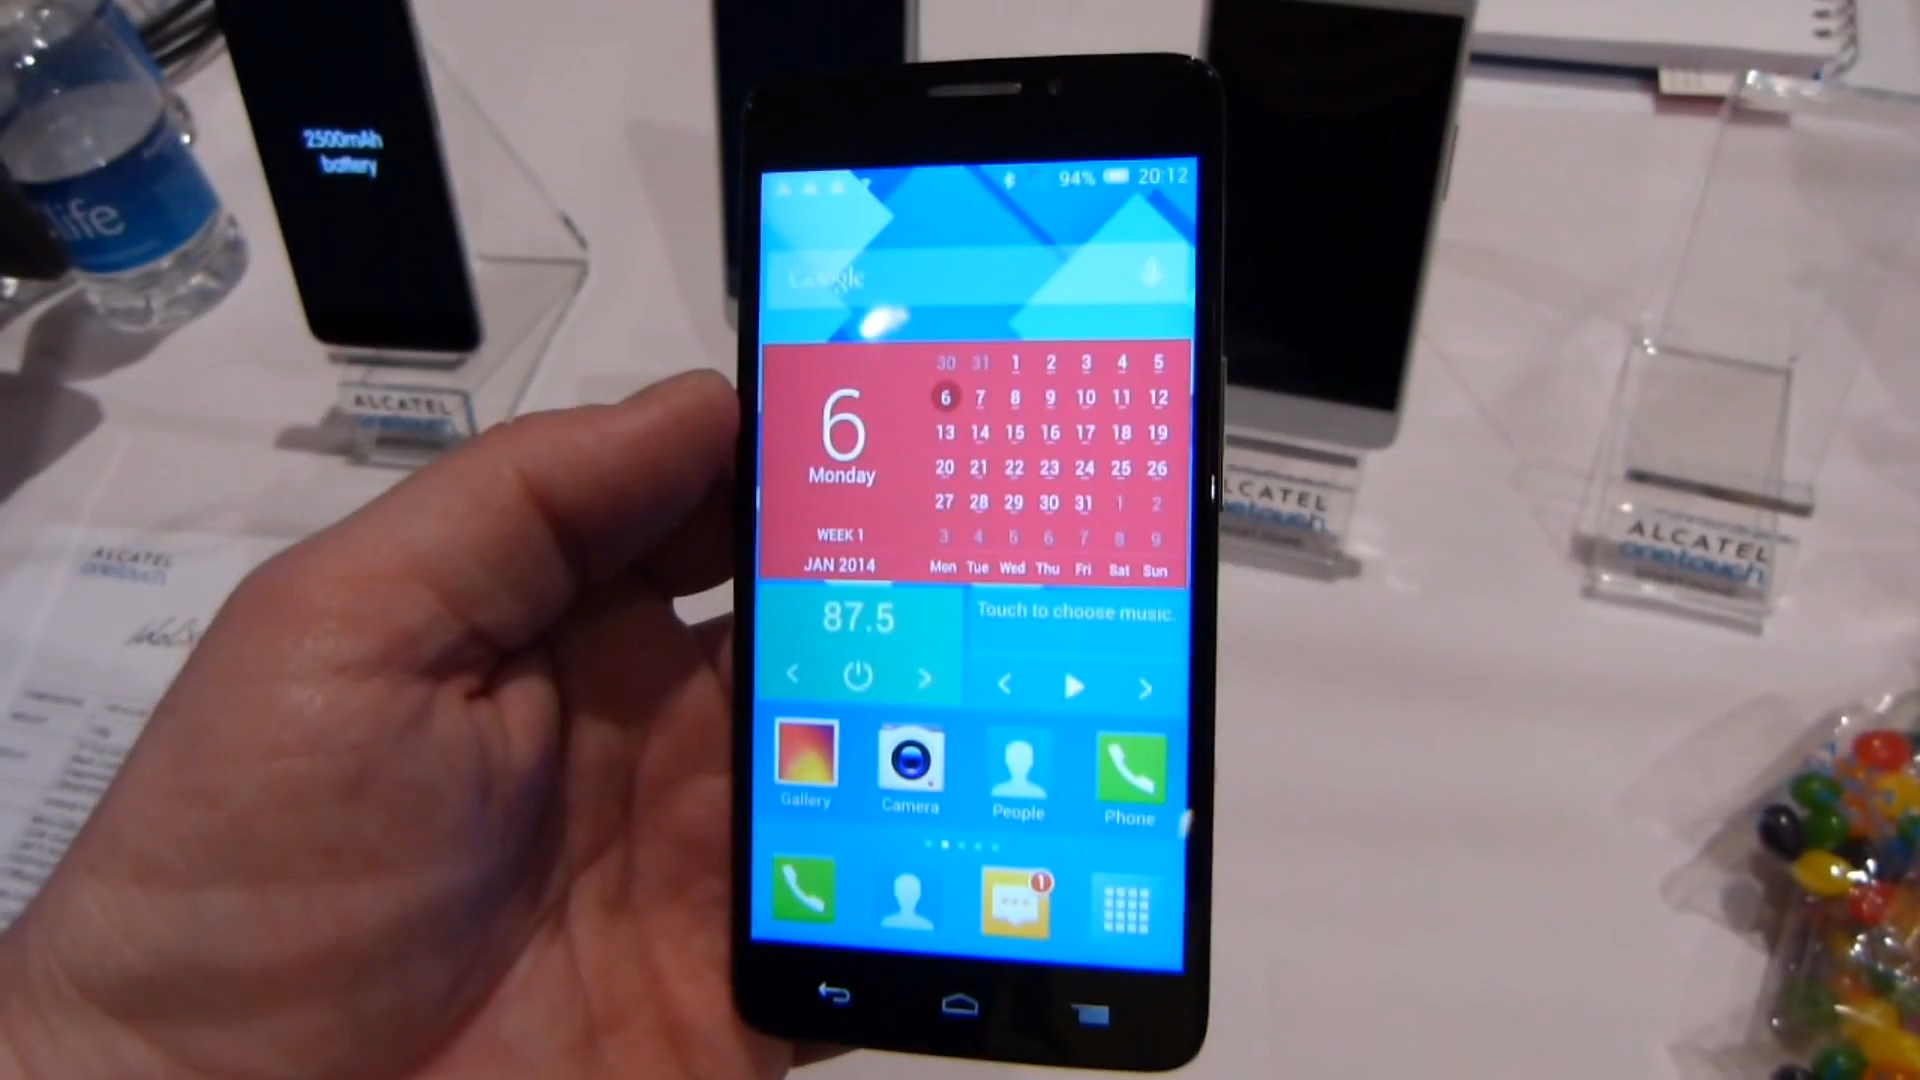 life
2500mAh
battery
ALCATEL
onetouch
ALCATEL
onetouch
94% 20:12
Google
30 31 1 2 3 4 5
6 7 8 9 10 11 12
13 14 15 16 17 18 19
20 21 22 23 24 25 26
27 28 29 30 31 1 2
3 4 5 6 7 8 9
Mon Tue Wed Thu Fri Sat Sun
6
Monday
WEEK 1
JAN 2014
87.5
Touch to choose music.
Gallery
Camera
People
Phone
1
LCATEL
netouch
ALCATEL
onetouch